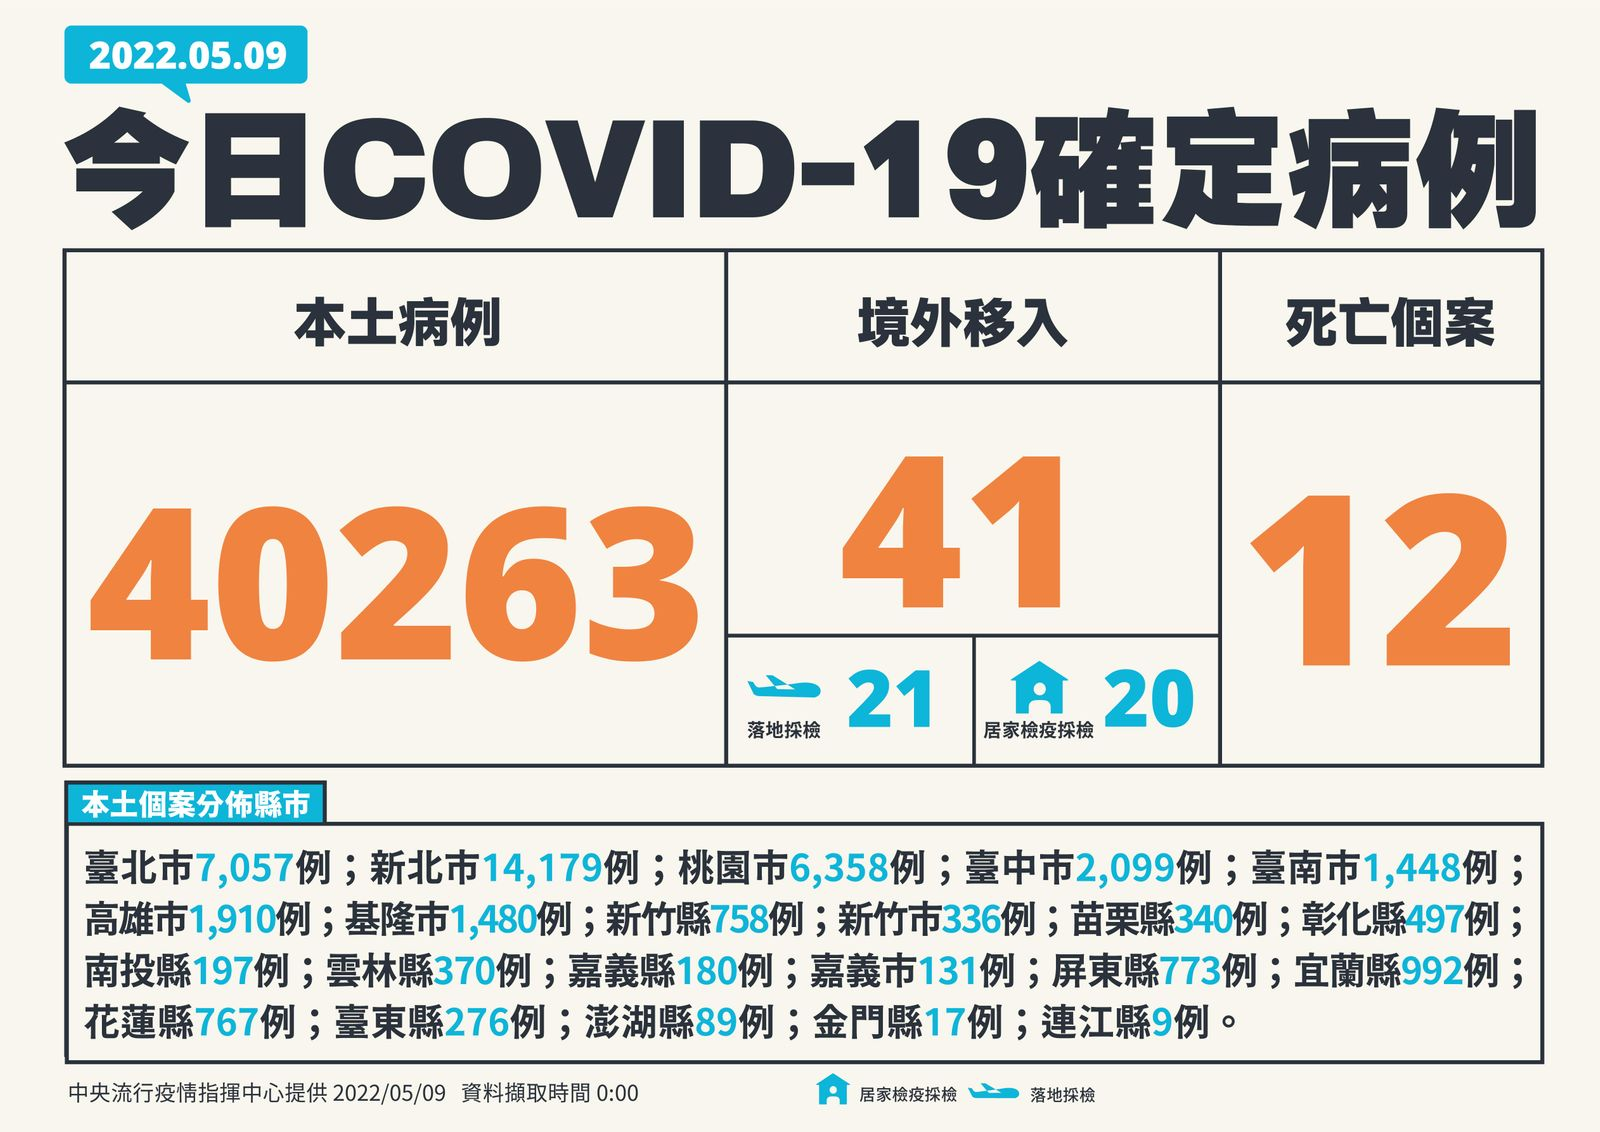 2022.05.09
今日COVID-19確定病例
本土病例
境外移入
死亡個案
40263
41
12
落地採檢 21
居家檢疫採檢 20
本土個案分佈縣市
臺北市7,057例；新北市14,179例；桃園市6,358例；臺中市2,099例；臺南市1,448例；
高雄市1,910例；基隆市1,480例；新竹縣758例；新竹市336例；苗栗縣340例；彰化縣497例；
南投縣197例；雲林縣370例；嘉義縣180例；嘉義市131例；屏東縣773例；宜蘭縣992例；
花蓮縣767例；臺東縣276例；澎湖縣89例；金門縣17例；連江縣9例。
中央流行疫情指揮中心提供 2022/05/09 資料擷取時間 0:00
居家檢疫採檢 落地採檢